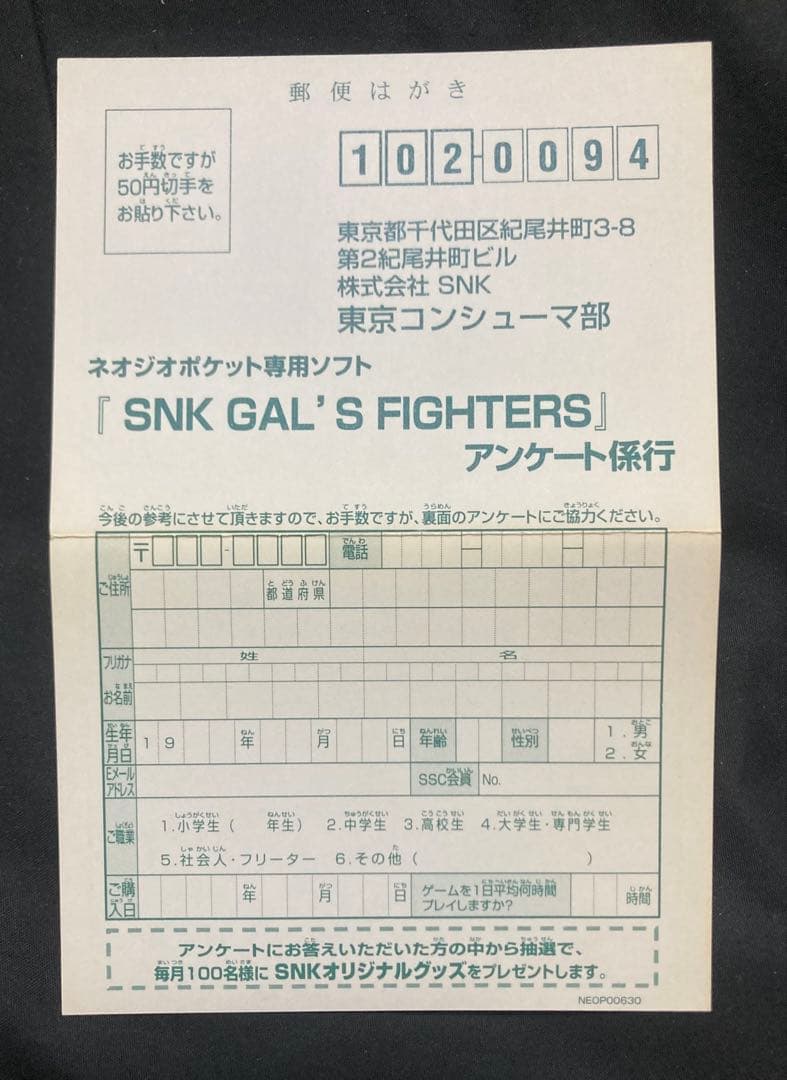 郵便はがき
お手数ですが
50円切手を
お貼り下さい。
102-0094
東京都千代田区紀尾井町3-8
第2紀尾井町ビル
株式会社 SNK
東京コンシューマ部
ネオジオポケット専用ソフト
『 SNK GAL'S FIGHTERS』
アンケート係行
今後の参考にさせて頂きますので、お手数ですが、裏面のアンケートにご協力ください。
〒 - 電話 — —
ご住所 都道府県
フリガナ 姓 名
お名前
生年月日 19 年 月 日 年齢 性別 1.男 2.女
Eメールアドレス SSC会員 No.
ご職業 1.小学生( 年生) 2.中学生 3.高校生 4.大学生・専門学生
5.社会人・フリーター 6.その他( )
ご購入日 年 月 日 ゲームを1日平均何時間プレイしますか? 時間
アンケートにお答えいただいた方の中から抽選で、
毎月100名様に SNKオリジナルグッズをプレゼントします。
NEOP00630